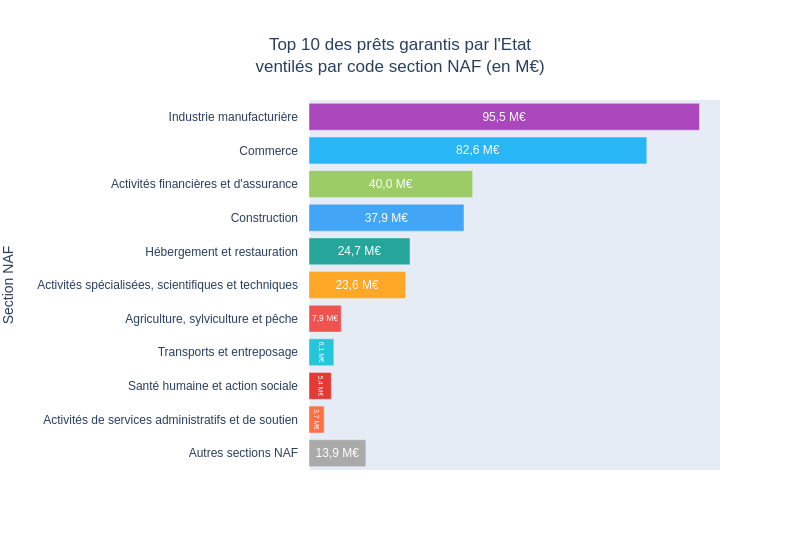 Top 10 des prêts garantis par l'Etat
ventilés par code section NAF (en M€)
Section NAF
Industrie manufacturière 95,5 M€
Commerce 82,6 M€
Activités financières et d'assurance 40,0 M€
Construction 37,9 M€
Hébergement et restauration 24,7 M€
Activités spécialisées, scientifiques et techniques 23,6 M€
Agriculture, sylviculture et pêche 7,9 M€
Transports et entreposage 6,1 M€
Santé humaine et action sociale 5,4 M€
Activités de services administratifs et de soutien 3,7 M€
Autres sections NAF 13,9 M€